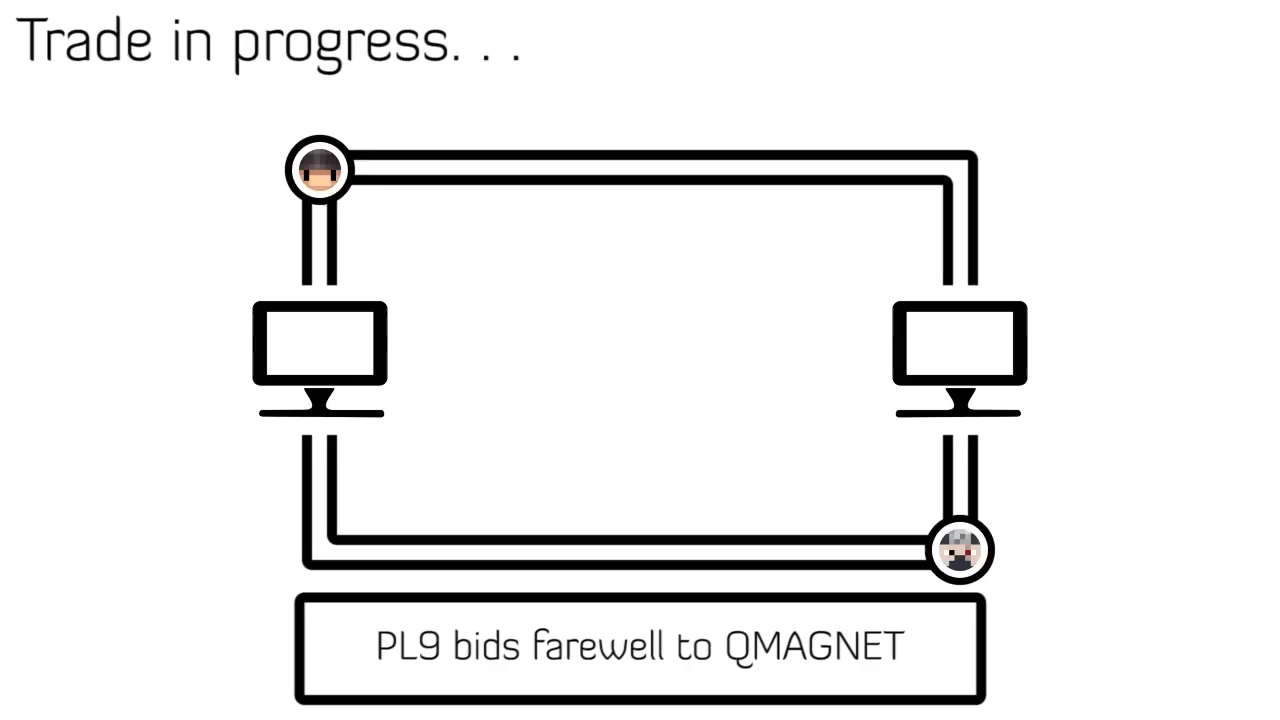 Trade in progress. . .
PL9 bids farewell to QMAGNET